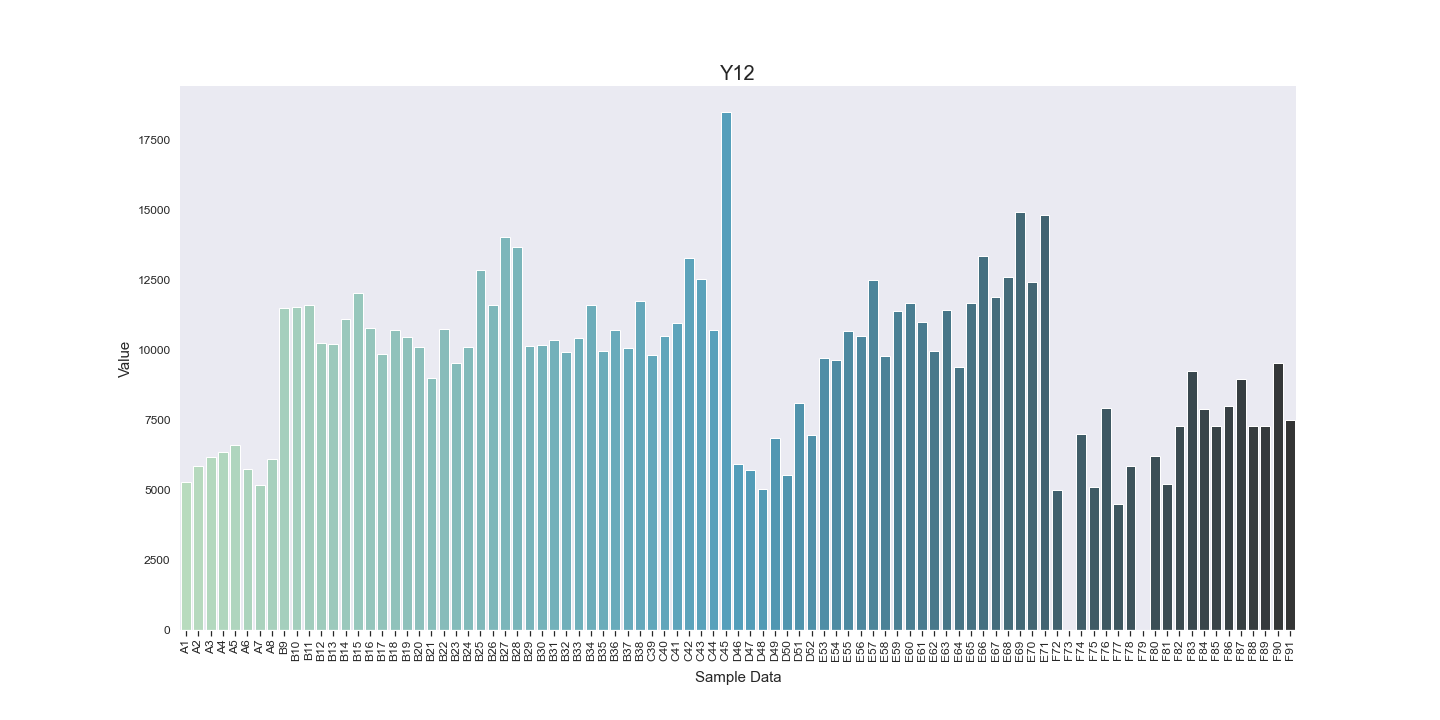 Y12
Value
17500
15000
12500
10000
7500
5000
2500
0
A1 A2 A3 A4 A5 A6 A7 A8 B9 B10 B11 B12 B13 B14 B15 B16 B17 B18 B19 B20 B21 B22 B23 B24 B25 B26 B27 B28 B29 B30 B31 B32 B33 B34 B35 B36 B37 B38 C39 C40 C41 C42 C43 C44 C45 D46 D47 D48 D49 D50 D51 D52 E53 E54 E55 E56 E57 E58 E59 E60 E61 E62 E63 E64 E65 E66 E67 E68 E69 E70 E71 F72 F73 F74 F75 F76 F77 F78 F79 F80 F81 F82 F83 F84 F85 F86 F87 F88 F89 F90 F91
Sample Data